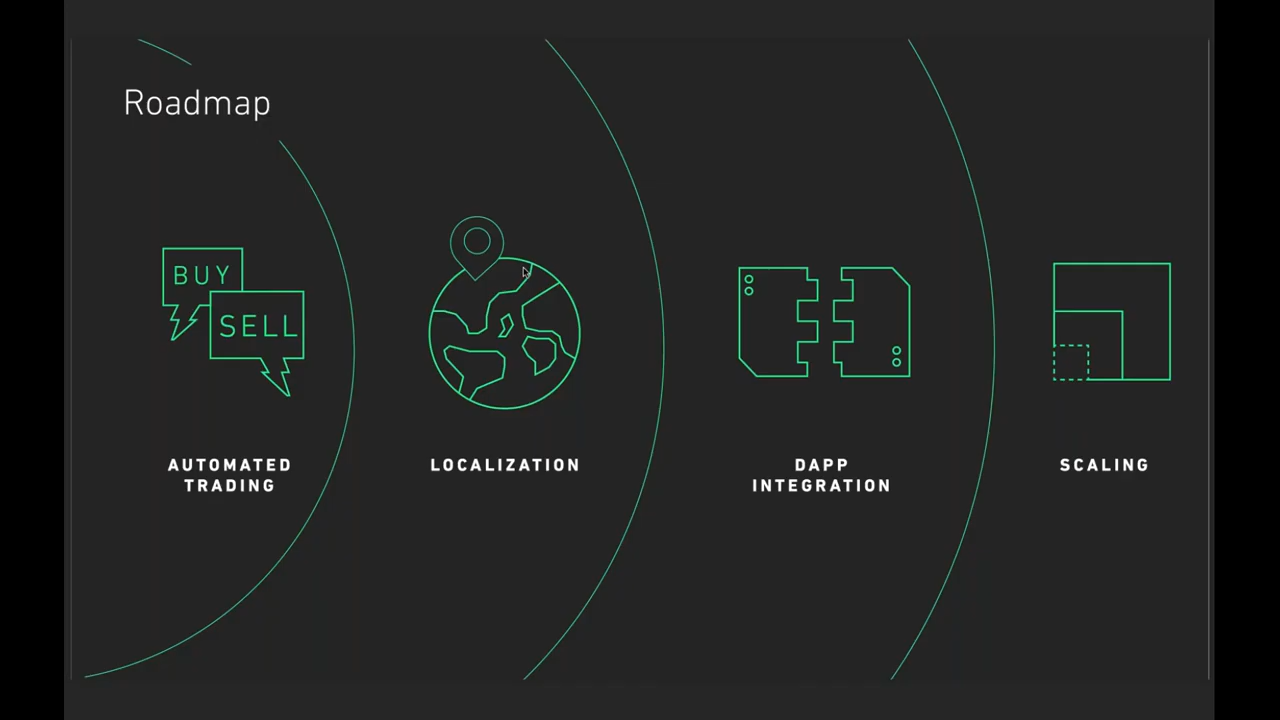 Roadmap
BUY
SELL
AUTOMATED
TRADING
LOCALIZATION
DAPP
INTEGRATION
SCALING